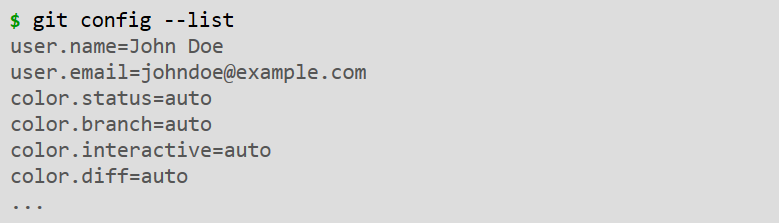 $ git config --list
user.name=John Doe
user.email=johndoe@example.com
color.status=auto
color.branch=auto
color.interactive=auto
color.diff=auto
...